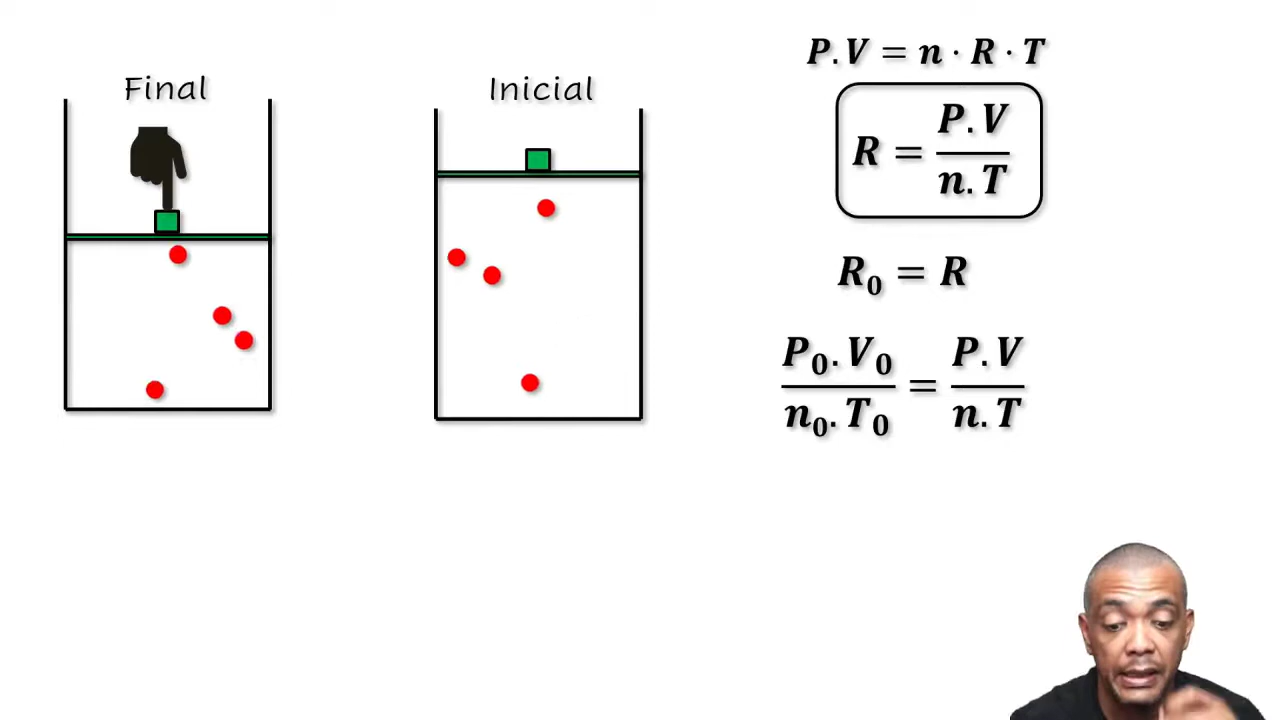 Final
Inicial
P.V = n · R · T
R = P.V / n.T
R₀ = R
P₀.V₀ / n₀.T₀ = P.V / n.T